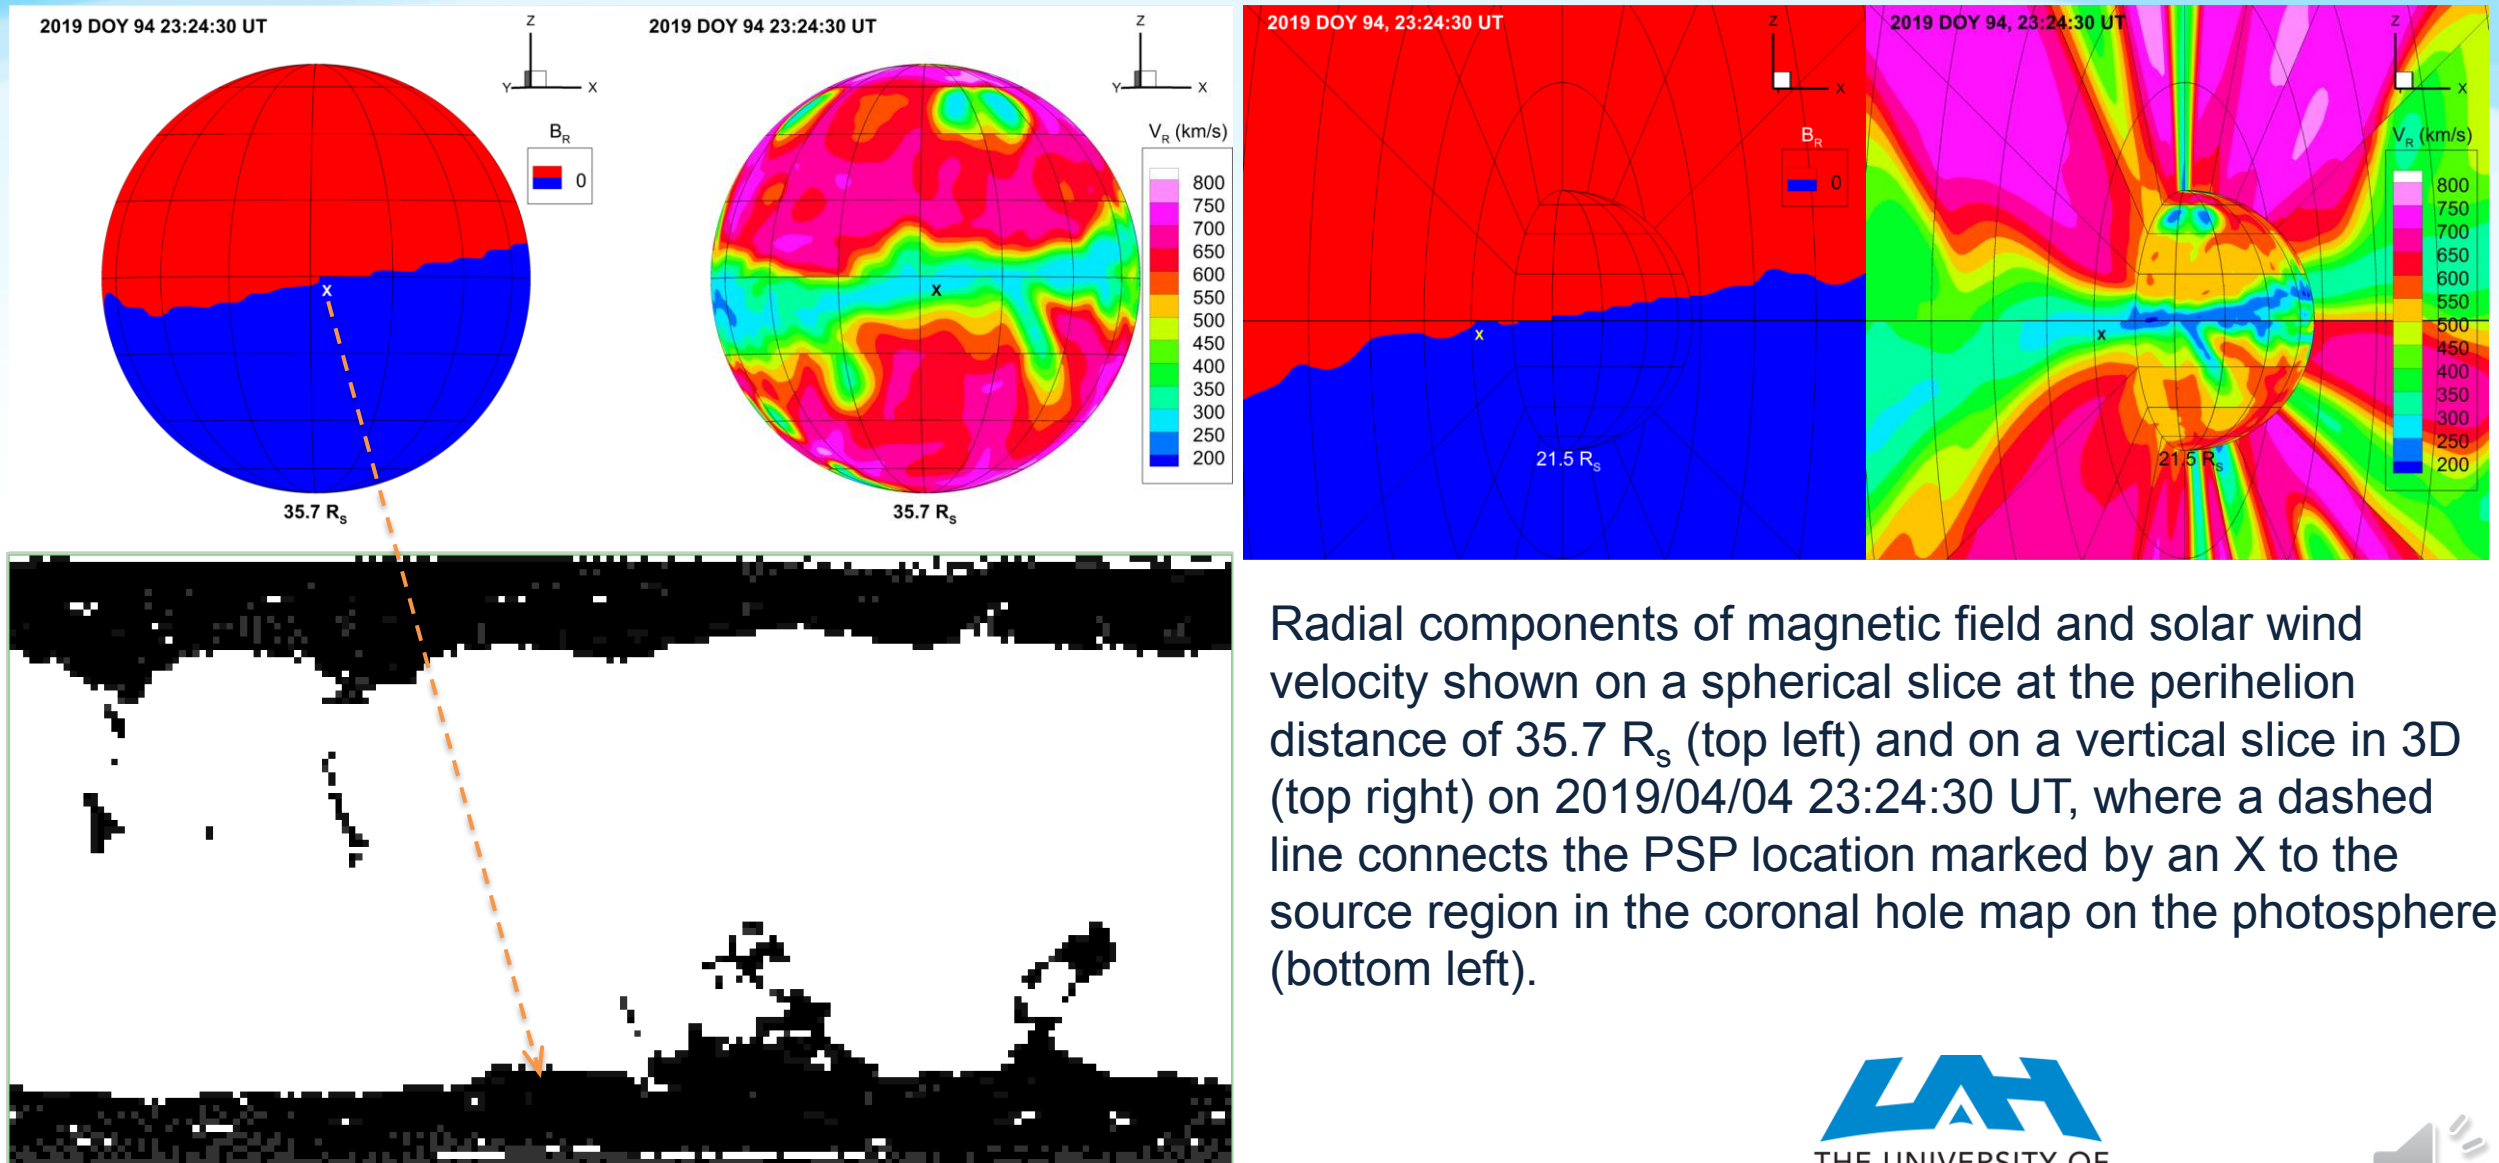 2019 DOY 94 23:24:30 UT
Z
Y
X
B_R
0
X
35.7 R_S
2019 DOY 94 23:24:30 UT
Z
Y
X
V_R (km/s)
800
750
700
650
600
550
500
450
400
350
300
250
200
X
35.7 R_S
2019 DOY 94, 23:24:30 UT
Z
X
B_R
0
X
21.5 R_S
2019 DOY 94, 23:24:30 UT
Z
X
V_R (km/s)
800
750
700
650
600
550
500
450
400
350
300
250
200
X
21.5 R_S
Radial components of magnetic field and solar wind
velocity shown on a spherical slice at the perihelion
distance of 35.7 R_s (top left) and on a vertical slice in 3D
(top right) on 2019/04/04 23:24:30 UT, where a dashed
line connects the PSP location marked by an X to the
source region in the coronal hole map on the photosphere
(bottom left).
UAH
THE UNIVERSITY OF